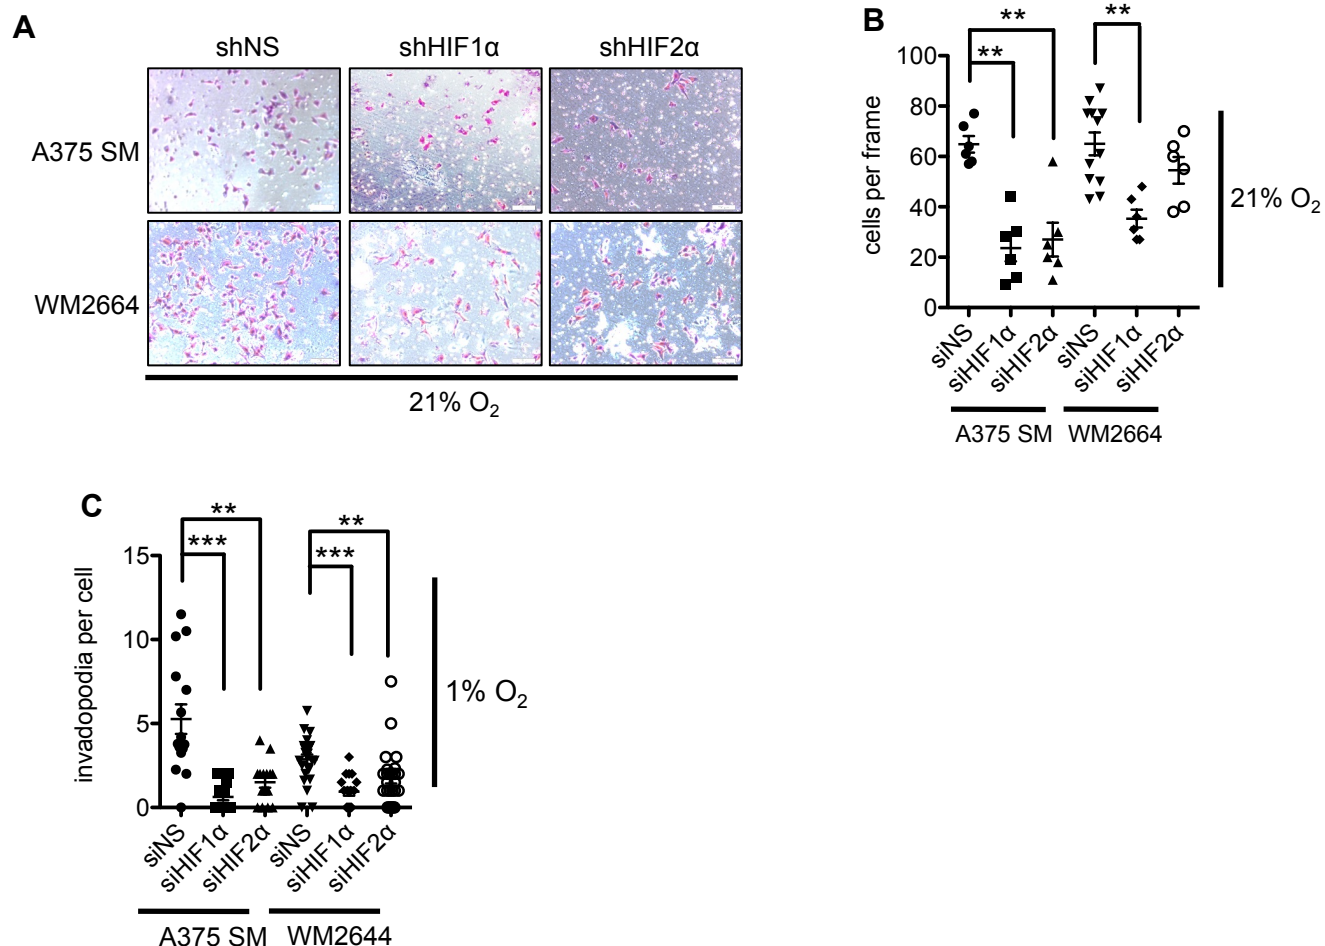 A
shNS shHIF1α shHIF2α
A375 SM
WM2664
21% O₂
B
** 
**
**
cells per frame
100
80
60
40
20
0
21% O₂
siNS siHIF1α siHIF2α siNS siHIF1α siHIF2α
A375 SM WM2664
C
**
***
**
***
invadopodia per cell
15
10
5
0
1% O₂
siNS siHIF1α siHIF2α siNS siHIF1α siHIF2α
A375 SM WM2644